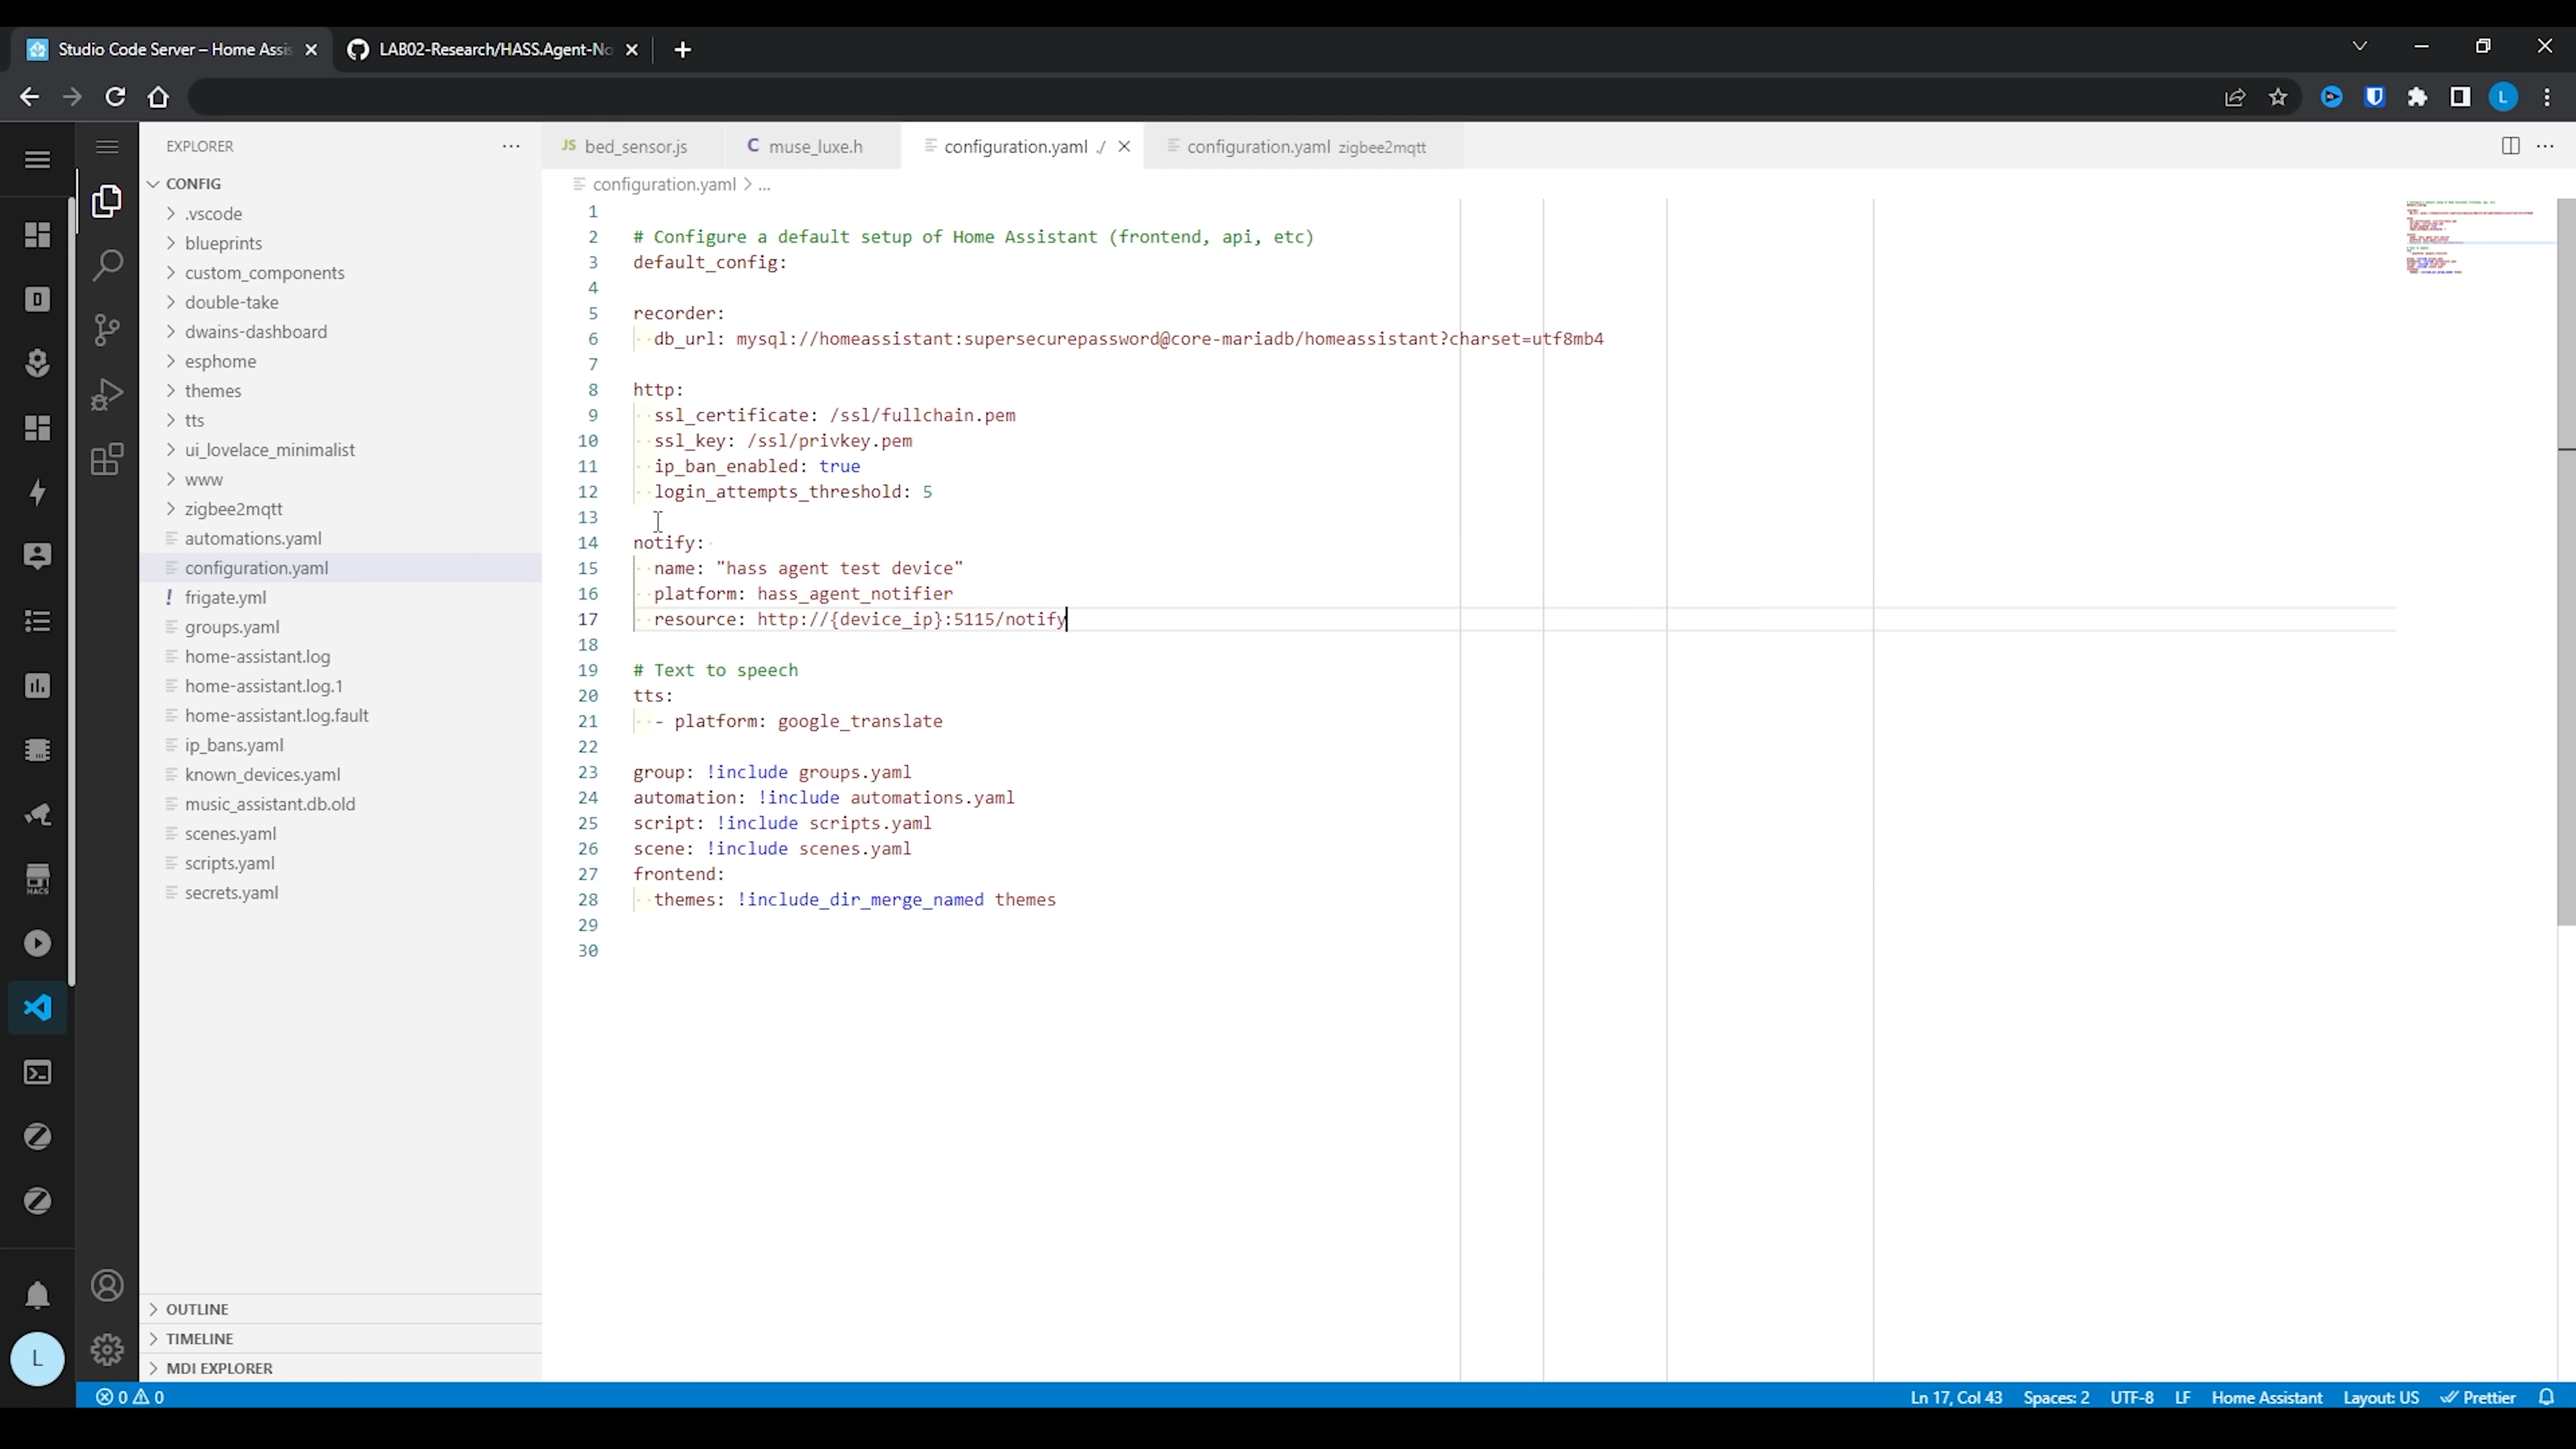 Studio Code Server – Home Assis
LAB02-Research/HASS.Agent-No
L
EXPLORER
JS bed_sensor.js
C muse_luxe.h
configuration.yaml ./
configuration.yaml zigbee2mqtt
configuration.yaml > ...
CONFIG
.vscode
blueprints
custom_components
double-take
dwains-dashboard
esphome
themes
tts
ui_lovelace_minimalist
www
zigbee2mqtt
automations.yaml
configuration.yaml
! frigate.yml
groups.yaml
home-assistant.log
home-assistant.log.1
home-assistant.log.fault
ip_bans.yaml
known_devices.yaml
music_assistant.db.old
scenes.yaml
scripts.yaml
secrets.yaml
OUTLINE
TIMELINE
MDI EXPLORER
D
HACS
L
1
2 # Configure a default setup of Home Assistant (frontend, api, etc)
3 default_config:
4
5 recorder:
6 db_url: mysql://homeassistant:supersecurepassword@core-mariadb/homeassistant?charset=utf8mb4
7
8 http:
9 ssl_certificate: /ssl/fullchain.pem
10 ssl_key: /ssl/privkey.pem
11 ip_ban_enabled: true
12 login_attempts_threshold: 5
13
14 notify:
15 name: "hass agent test device"
16 platform: hass_agent_notifier
17 resource: http://{device_ip}:5115/notify
18
19 # Text to speech
20 tts:
21 - platform: google_translate
22
23 group: !include groups.yaml
24 automation: !include automations.yaml
25 script: !include scripts.yaml
26 scene: !include scenes.yaml
27 frontend:
28 themes: !include_dir_merge_named themes
29
30
0 0
Ln 17, Col 43 Spaces: 2 UTF-8 LF Home Assistant Layout: US Prettier